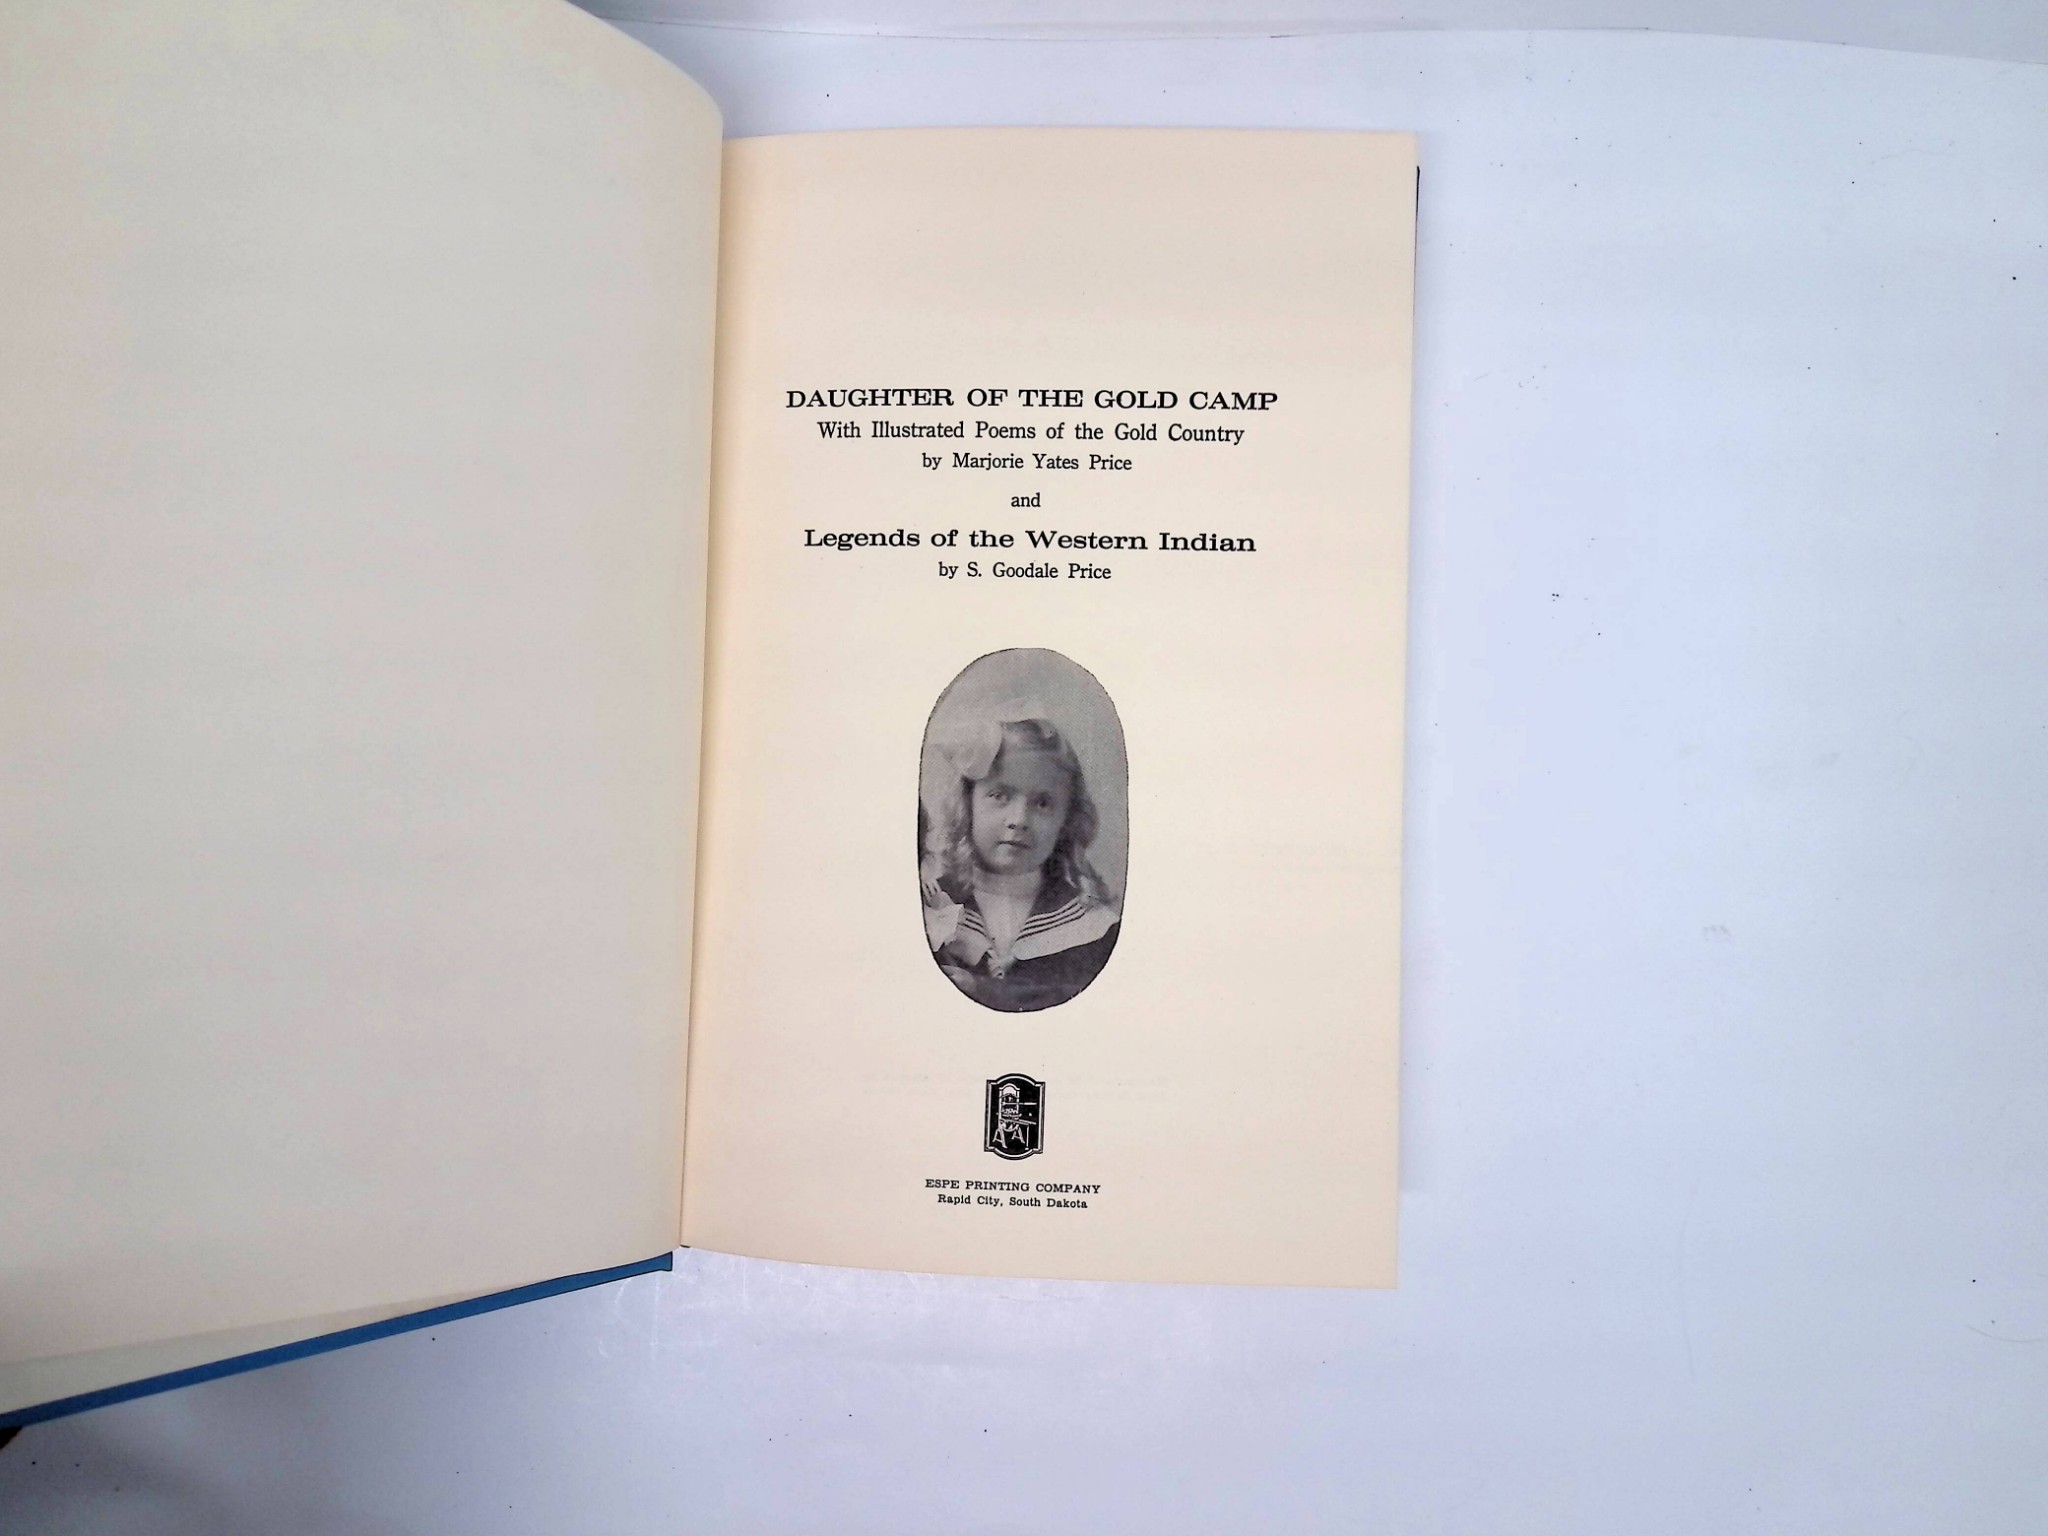 DAUGHTER OF THE GOLD CAMP
With Illustrated Poems of the Gold Country
by Marjorie Yates Price
and
Legends of the Western Indian
by S. Goodale Price
ESPE PRINTING COMPANY
Rapid City, South Dakota